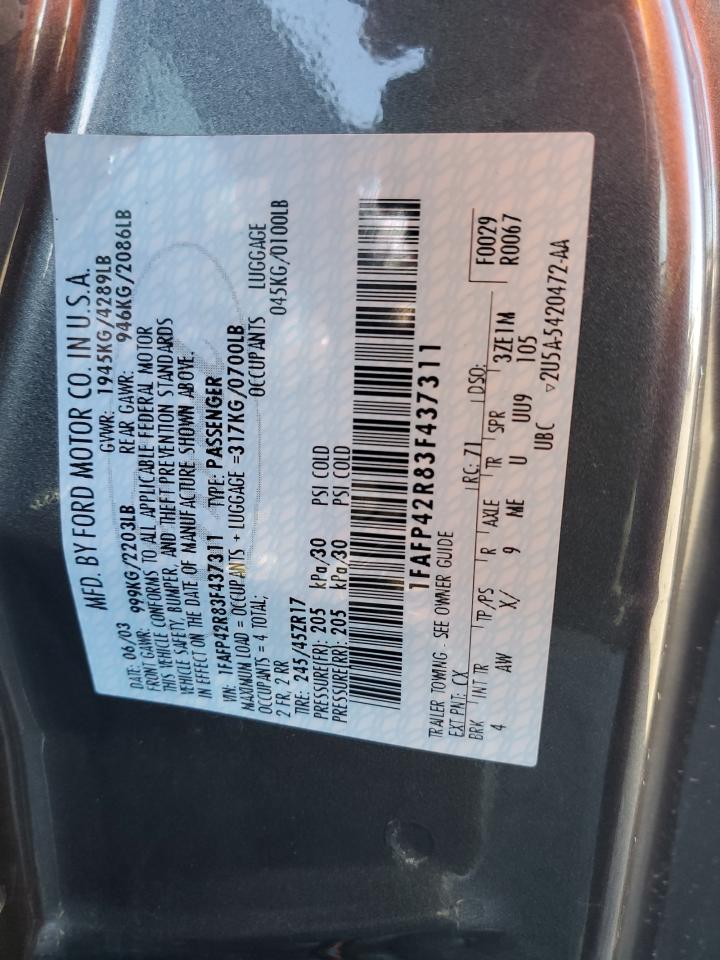 MFD. BY FORD MOTOR CO. IN U.S.A.
DATE: 06/03 GVWR: 1945KG/4289LB
FRONT GAWR: 999KG/2203LB REAR GAWR: 946KG/2086LB
THIS VEHICLE CONFORMS TO ALL APPLICABLE FEDERAL MOTOR
VEHICLE SAFETY, BUMPER, AND THEFT PREVENTION STANDARDS
IN EFFECT ON THE DATE OF MANUFACTURE SHOWN ABOVE.
VIN: 1FAFP42R83F437311 TYPE: PASSENGER
MAXIMUM LOAD = OCCUPANTS + LUGGAGE =317KG/0700LB
OCCUPANTS = 4 TOTAL; OCCUPANTS LUGGAGE
2 FR, 2 RR 045KG/0100LB
TIRE: 245/45ZR17
PRESSURE(FR): 205 kPa/30 PSI COLD
PRESSURE(RR): 205 kPa/30 PSI COLD
1FAFP42R83F437311
TRAILER TOWING - SEE OWNER GUIDE
F0029
EXT PNT: CX RC: 71 DSO: R0067
BRK INT TR TP/PS R AXLE TR SPR 3ZE1M
4 AW X/ 9 ME U UU9 105
UBC ▽2U5A-5420472-AA